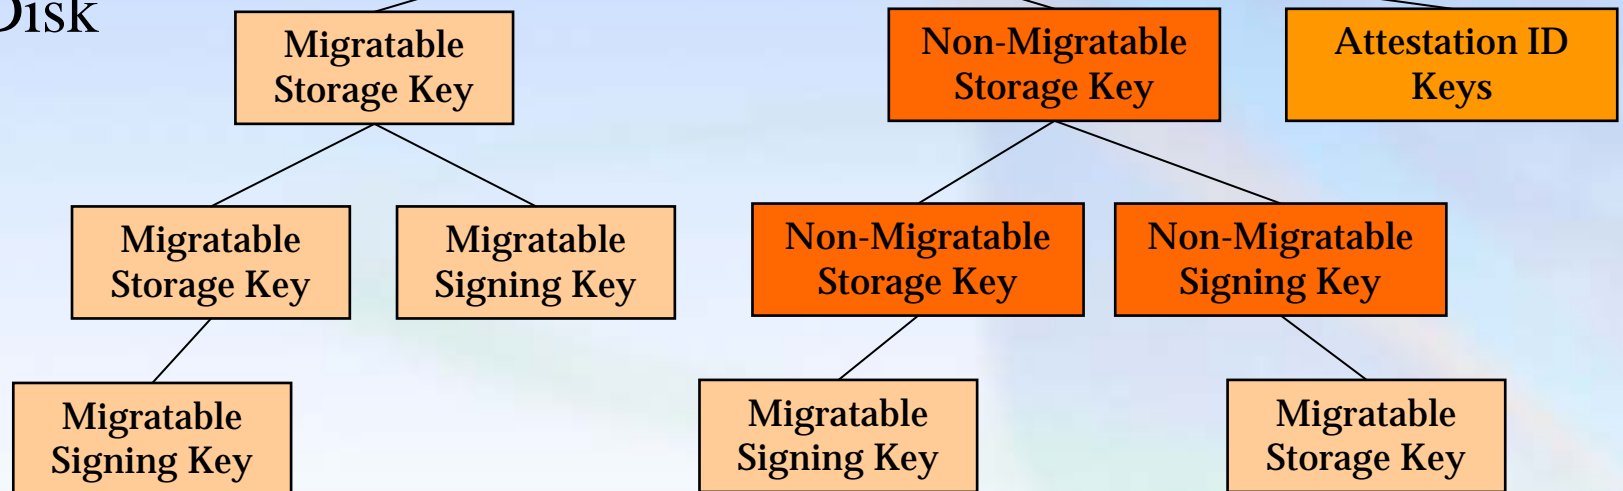 Disk
Migratable
Storage Key
Non-Migratable
Storage Key
Attestation ID
Keys
Migratable
Storage Key
Migratable
Signing Key
Non-Migratable
Storage Key
Non-Migratable
Signing Key
Migratable
Signing Key
Migratable
Signing Key
Migratable
Storage Key